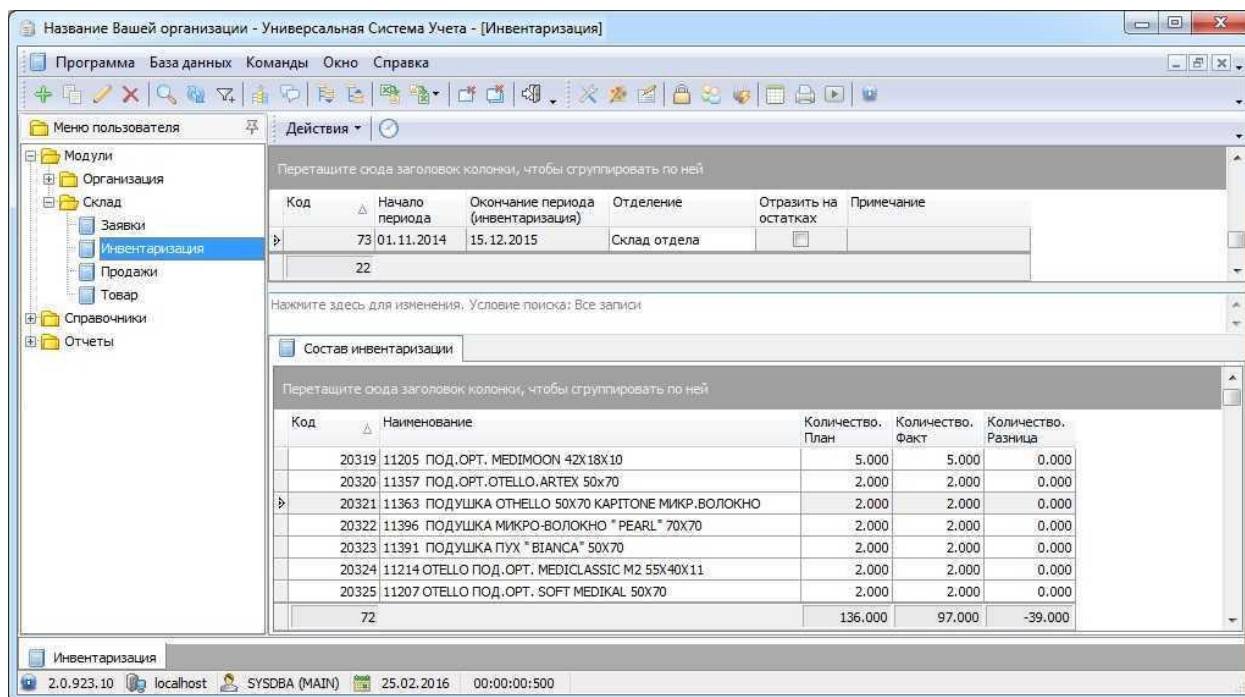 Название Вашей организации - Универсальная Система Учета - [Инвентаризация]
Программа База данных Команды Окно Справка
Меню пользователя
Модули
Организация
Склад
Заявки
Инвентаризация
Продажи
Товар
Справочники
Отчеты
Действия
Перетащите сюда заголовок колонки, чтобы сгруппировать по ней
Код Начало Окончание периода Отделение Отразить на Примечание
периода (инвентаризация) остатках
73 01.11.2014 15.12.2015 Склад отдела
22
Нажмите здесь для изменения. Условие поиска: Все записи
Состав инвентаризации
Перетащите сюда заголовок колонки, чтобы сгруппировать по ней
Код Наименование Количество. Количество. Количество.
План Факт Разница
20319 11205 ПОД.ОРТ. MEDIMOON 42X18X10 5.000 5.000 0.000
20320 11357 ПОД.ОРТ.OTELLO.ARTEX 50x70 2.000 2.000 0.000
20321 11363 ПОДУШКА OTHELLO 50X70 KAPITONE МИКР.ВОЛОКНО 2.000 2.000 0.000
20322 11396 ПОДУШКА МИКРО-ВОЛОКНО "PEARL" 70X70 2.000 2.000 0.000
20323 11391 ПОДУШКА ПУХ "BIANCA" 50X70 2.000 2.000 0.000
20324 11214 OTELLO ПОД.ОРТ. MEDICLASSIC M2 55X40X11 2.000 2.000 0.000
20325 11207 OTELLO ПОД.ОРТ. SOFT MEDIKAL 50X70 2.000 2.000 0.000
72 136.000 97.000 -39.000
Инвентаризация
2.0.923.10 localhost SYSDBA (MAIN) 25.02.2016 00:00:00:500